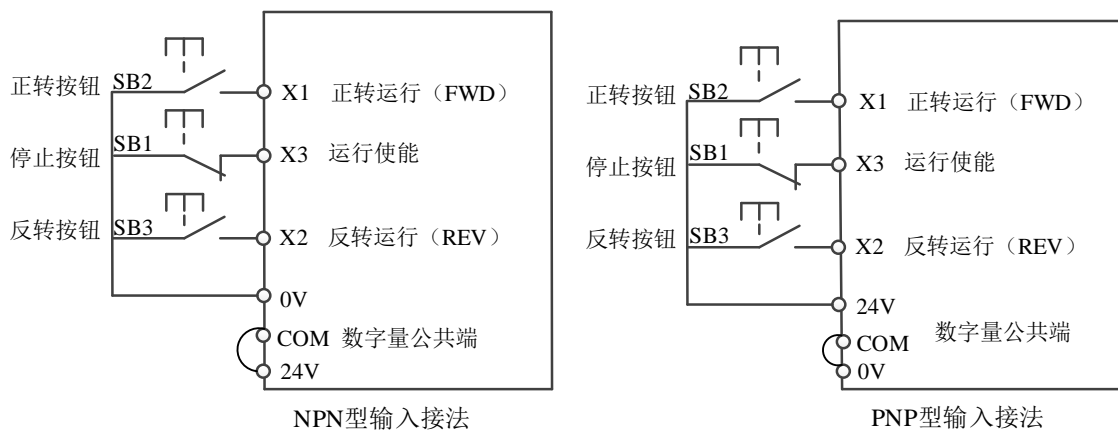 正转按钮 SB2 X1 正转运行（FWD）
停止按钮 SB1 X3 运行使能
反转按钮 SB3 X2 反转运行（REV）
0V
COM 数字量公共端
24V
NPN型输入接法
正转按钮 SB2 X1 正转运行（FWD）
停止按钮 SB1 X3 运行使能
反转按钮 SB3 X2 反转运行（REV）
24V
COM 数字量公共端
0V
PNP型输入接法